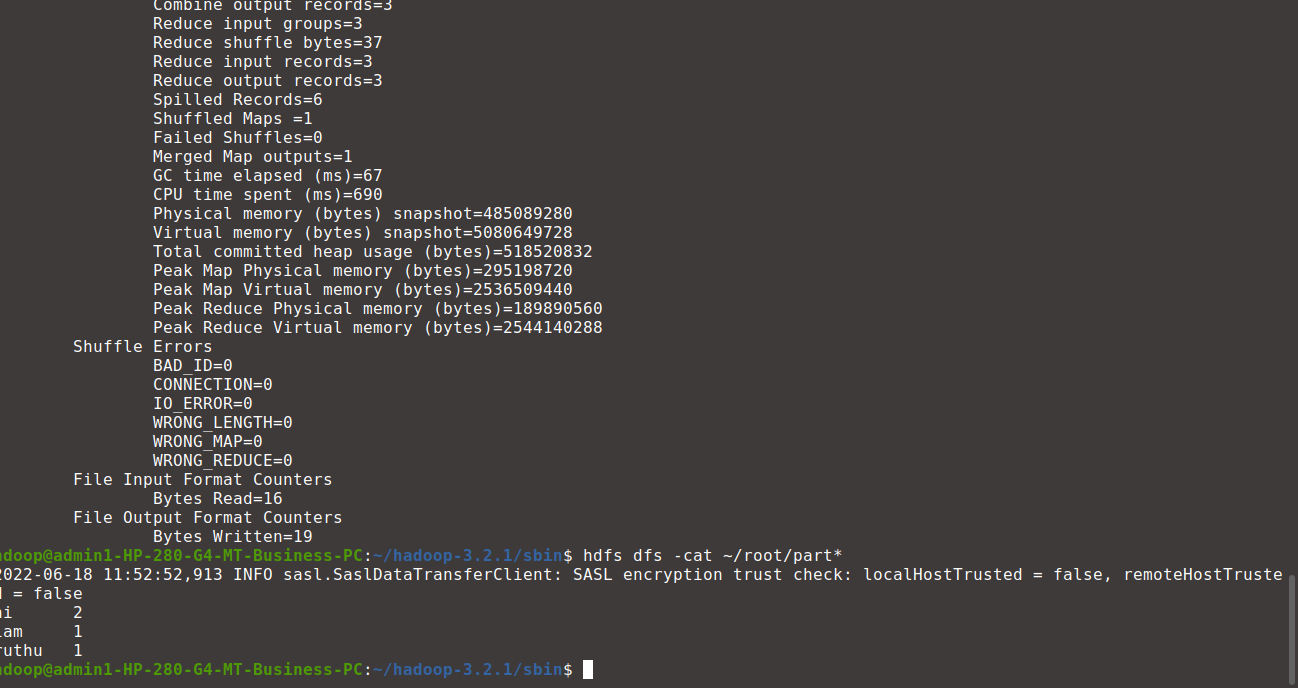 Combine output records=3
Reduce input groups=3
Reduce shuffle bytes=37
Reduce input records=3
Reduce output records=3
Spilled Records=6
Shuffled Maps =1
Failed Shuffles=0
Merged Map outputs=1
GC time elapsed (ms)=67
CPU time spent (ms)=690
Physical memory (bytes) snapshot=485089280
Virtual memory (bytes) snapshot=5080649728
Total committed heap usage (bytes)=518520832
Peak Map Physical memory (bytes)=295198720
Peak Map Virtual memory (bytes)=2536509440
Peak Reduce Physical memory (bytes)=189890560
Peak Reduce Virtual memory (bytes)=2544140288
Shuffle Errors
BAD_ID=0
CONNECTION=0
IO_ERROR=0
WRONG_LENGTH=0
WRONG_MAP=0
WRONG_REDUCE=0
File Input Format Counters
Bytes Read=16
File Output Format Counters
Bytes Written=19
adoop@admin1-HP-280-G4-MT-Business-PC:~/hadoop-3.2.1/sbin$ hdfs dfs -cat ~/root/part*
2022-06-18 11:52:52,913 INFO sasl.SaslDataTransferClient: SASL encryption trust check: localHostTrusted = false, remoteHostTruste
d = false
2
1
ruthu 1
adoop@admin1-HP-280-G4-MT-Business-PC:~/hadoop-3.2.1/sbin$